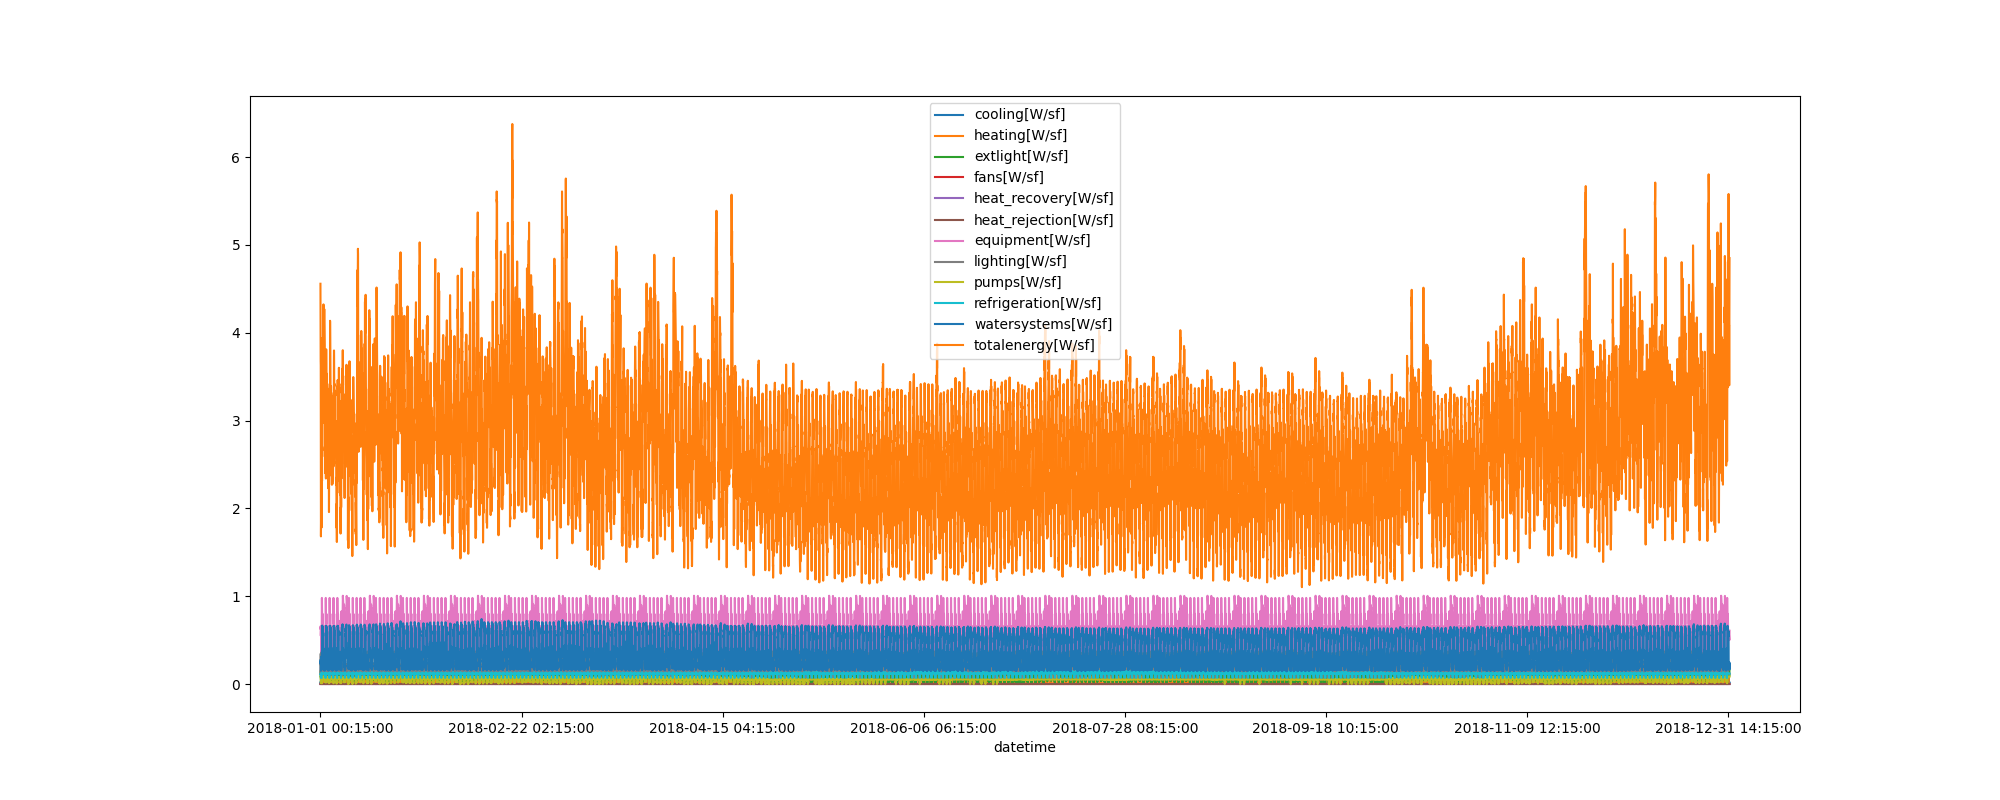 cooling[W/sf]
heating[W/sf]
extlight[W/sf]
fans[W/sf]
heat_recovery[W/sf]
heat_rejection[W/sf]
equipment[W/sf]
lighting[W/sf]
pumps[W/sf]
refrigeration[W/sf]
watersystems[W/sf]
totalenergy[W/sf]
6
5
4
3
2
1
0
2018-01-01 00:15:00 2018-02-22 02:15:00 2018-04-15 04:15:00 2018-06-06 06:15:00 2018-07-28 08:15:00 2018-09-18 10:15:00 2018-11-09 12:15:00 2018-12-31 14:15:00
datetime